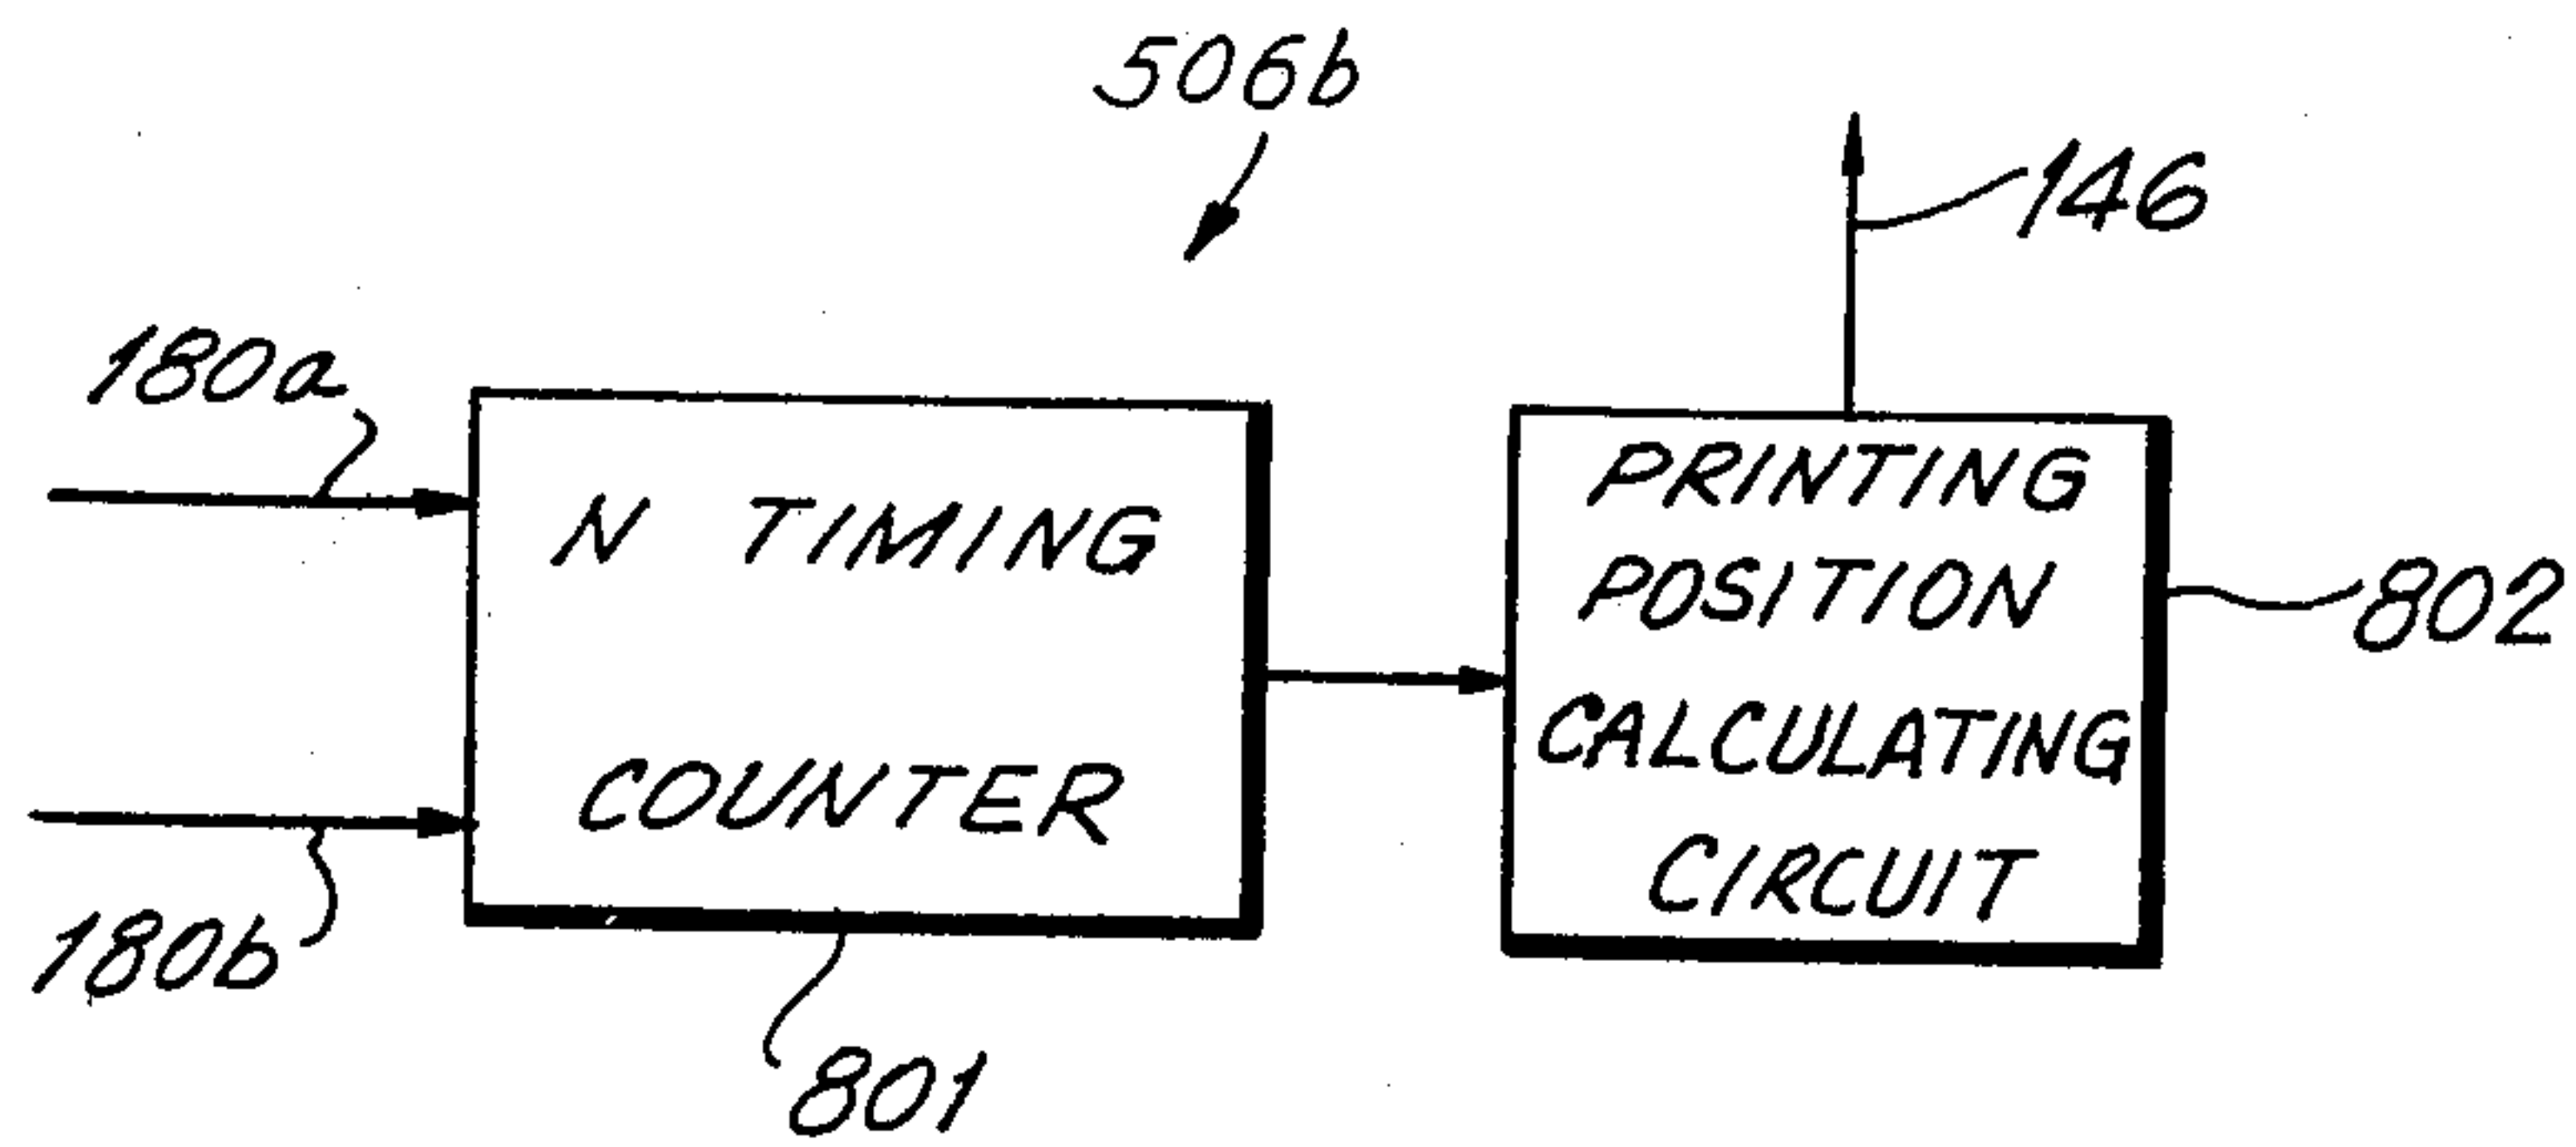 506b
146
180a
N TIMING
COUNTER
PRINTING
POSITION
CALCULATING
CIRCUIT
802
180b
801